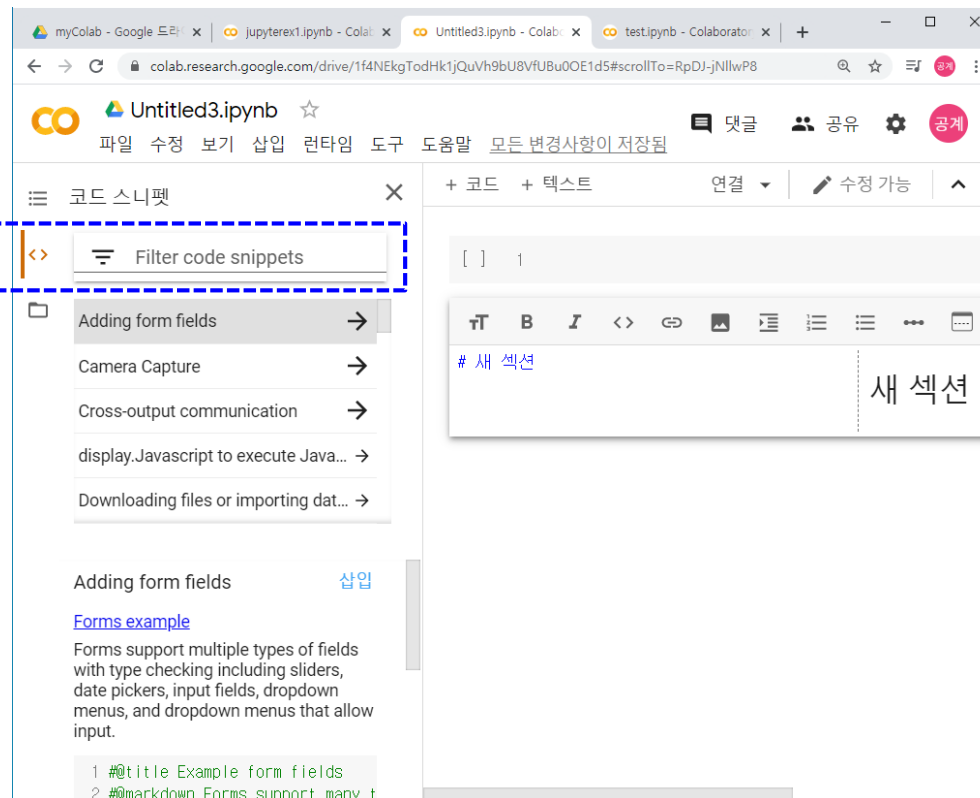 myColab - Google 드라
jupyterex1.ipynb - Colab
Untitled3.ipynb - Colabo
test.ipynb - Colaborator
colab.research.google.com/drive/1f4NEkgTodHk1jQuVh9bU8VfUBu0OE1d5#scrollTo=RpDJ-jNllwP8
공계
Untitled3.ipynb
댓글
공유
공계
파일 수정 보기 삽입 런타임 도구 도움말 모든 변경사항이 저장됨
코드 스니펫
+ 코드 + 텍스트
연결
수정 가능
Filter code snippets
[ ] 1
Adding form fields
Camera Capture
Cross-output communication
display.Javascript to execute Java...
Downloading files or importing dat...
# 새 섹션
새 섹션
Adding form fields
삽입
Forms example
Forms support multiple types of fields
with type checking including sliders,
date pickers, input fields, dropdown
menus, and dropdown menus that allow
input.
1 #@title Example form fields
2 #@markdown Forms support many t